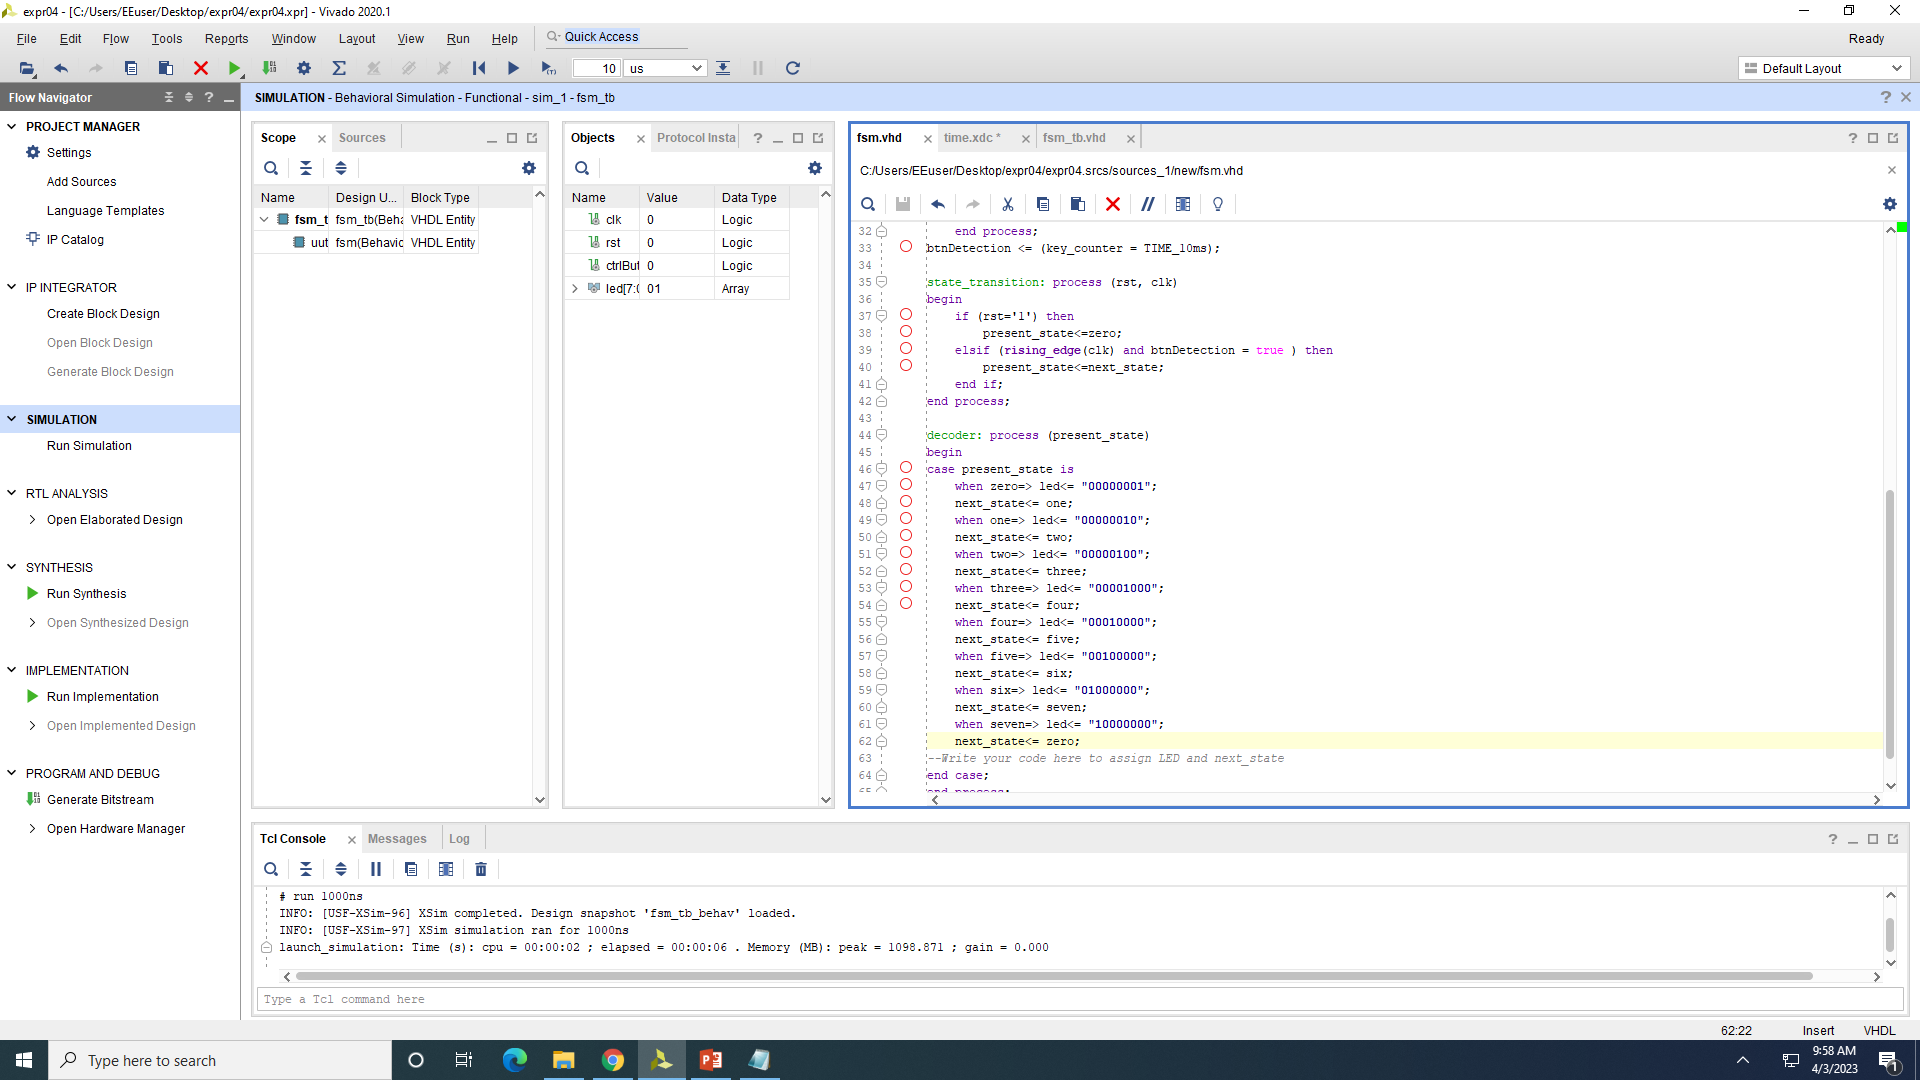 expr04 - [C:/Users/EEuser/Desktop/expr04/expr04.xpr] - Vivado 2020.1
File Edit Flow Tools Reports Window Layout View Run Help Quick Access
Ready
10 us
Default Layout
Flow Navigator
SIMULATION - Behavioral Simulation - Functional - sim_1 - fsm_tb
PROJECT MANAGER
Settings
Add Sources
Language Templates
IP Catalog
IP INTEGRATOR
Create Block Design
Open Block Design
Generate Block Design
SIMULATION
Run Simulation
RTL ANALYSIS
Open Elaborated Design
SYNTHESIS
Run Synthesis
Open Synthesized Design
IMPLEMENTATION
Run Implementation
Open Implemented Design
PROGRAM AND DEBUG
Generate Bitstream
Open Hardware Manager
Scope Sources
Name Design U... Block Type
fsm_t fsm_tb(Beha VHDL Entity
uut fsm(Behavic VHDL Entity
Objects Protocol Insta
Name Value Data Type
clk 0 Logic
rst 0 Logic
ctrlBut 0 Logic
led[7:0 01 Array
fsm.vhd time.xdc * fsm_tb.vhd
C:/Users/EEuser/Desktop/expr04/expr04.srcs/sources_1/new/fsm.vhd
32 end process;
33 btnDetection <= (key_counter = TIME_10ms);
34
35 state_transition: process (rst, clk)
36 begin
37 if (rst='1') then
38 present_state<=zero;
39 elsif (rising_edge(clk) and btnDetection = true ) then
40 present_state<=next_state;
41 end if;
42 end process;
43
44 decoder: process (present_state)
45 begin
46 case present_state is
47 when zero=> led<= "00000001";
48 next_state<= one;
49 when one=> led<= "00000010";
50 next_state<= two;
51 when two=> led<= "00000100";
52 next_state<= three;
53 when three=> led<= "00001000";
54 next_state<= four;
55 when four=> led<= "00010000";
56 next_state<= five;
57 when five=> led<= "00100000";
58 next_state<= six;
59 when six=> led<= "01000000";
60 next_state<= seven;
61 when seven=> led<= "10000000";
62 next_state<= zero;
63 --Write your code here to assign LED and next_state
64 end case;
65 end process;
Tcl Console Messages Log
# run 1000ns
INFO: [USF-XSim-96] XSim completed. Design snapshot 'fsm_tb_behav' loaded.
INFO: [USF-XSim-97] XSim simulation ran for 1000ns
launch_simulation: Time (s): cpu = 00:00:02 ; elapsed = 00:00:06 . Memory (MB): peak = 1098.871 ; gain = 0.000
Type a Tcl command here
62:22 Insert VHDL
Type here to search
9:58 AM
4/3/2023
1